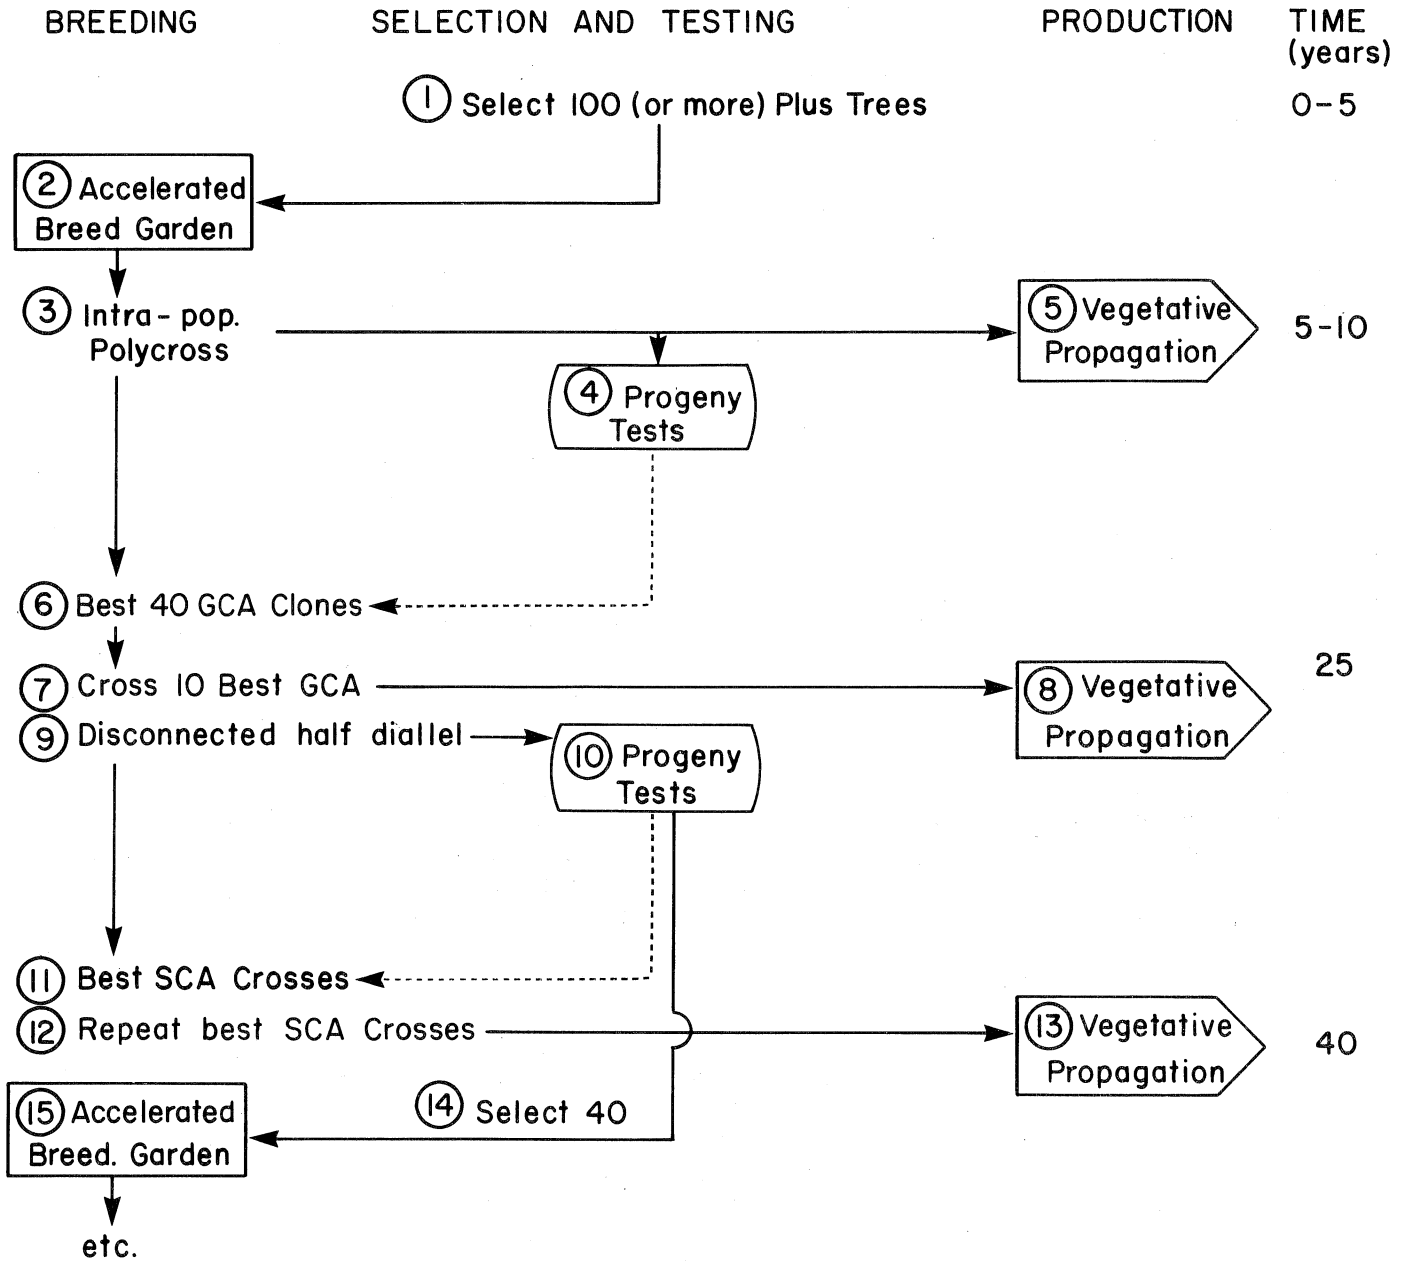 BREEDING
SELECTION AND TESTING
PRODUCTION
TIME
(years)
1 Select 100 (or more) Plus Trees
0-5
2 Accelerated
Breed Garden
3 Intra-pop.
Polycross
5 Vegetative
Propagation
5-10
4 Progeny
Tests
6 Best 40 GCA Clones
7 Cross 10 Best GCA
8 Vegetative
Propagation
25
9 Disconnected half diallel
10 Progeny
Tests
11 Best SCA Crosses
12 Repeat best SCA Crosses
13 Vegetative
Propagation
40
14 Select 40
15 Accelerated
Breed. Garden
etc.